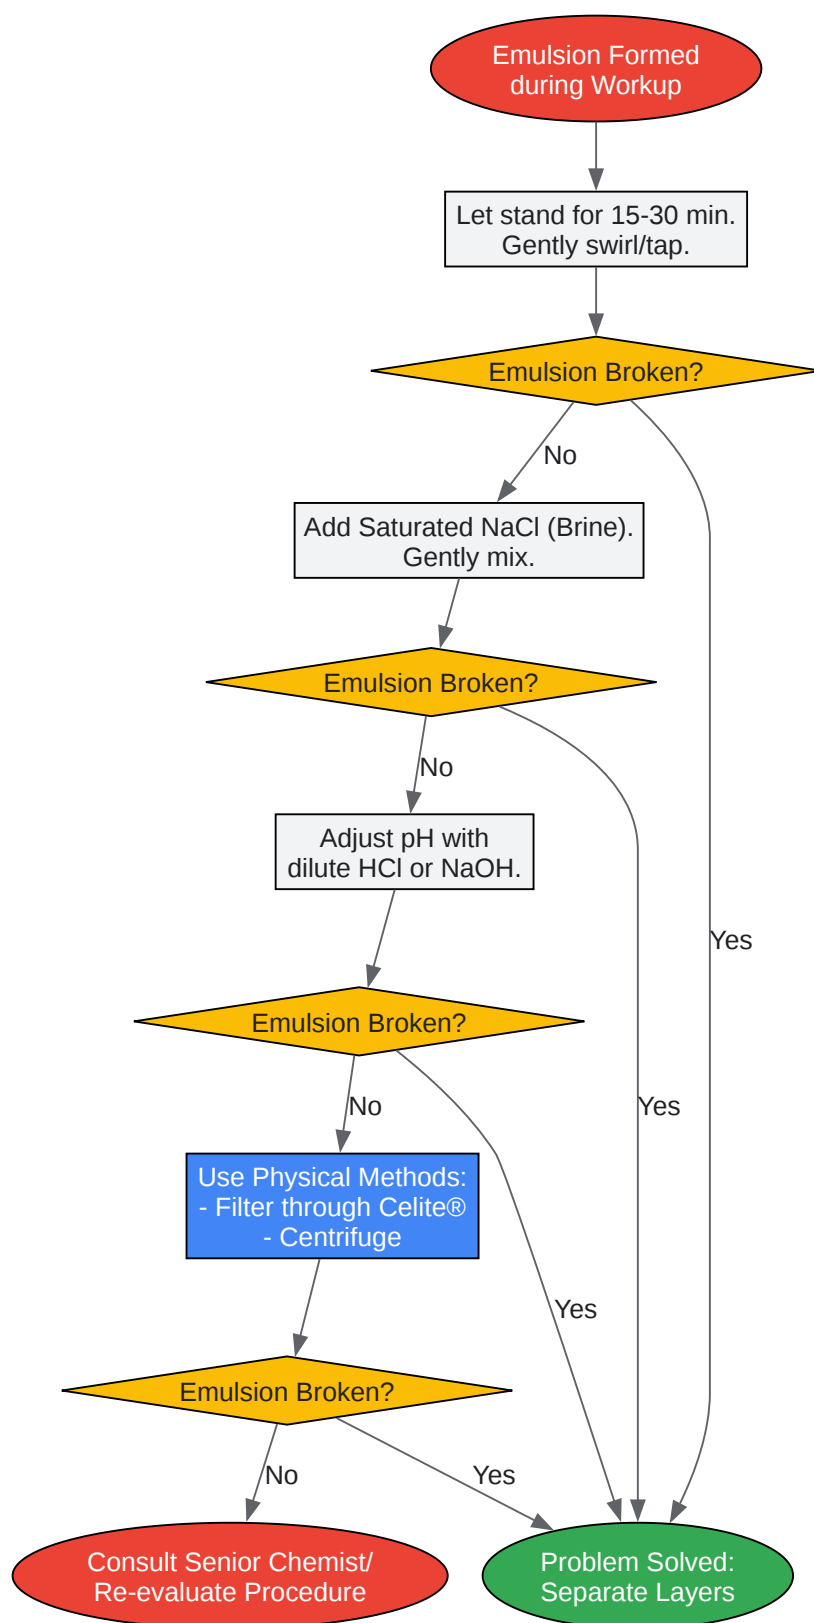 Emulsion Formed
during Workup
Let stand for 15-30 min.
Gently swirl/tap.
Emulsion Broken?
No
Add Saturated NaCl (Brine).
Gently mix.
Emulsion Broken?
No
Adjust pH with
dilute HCl or NaOH.
Yes
Emulsion Broken?
No
Yes
Use Physical Methods:
- Filter through Celite®
- Centrifuge
Yes
Emulsion Broken?
No
Yes
Consult Senior Chemist/
Re-evaluate Procedure
Problem Solved:
Separate Layers